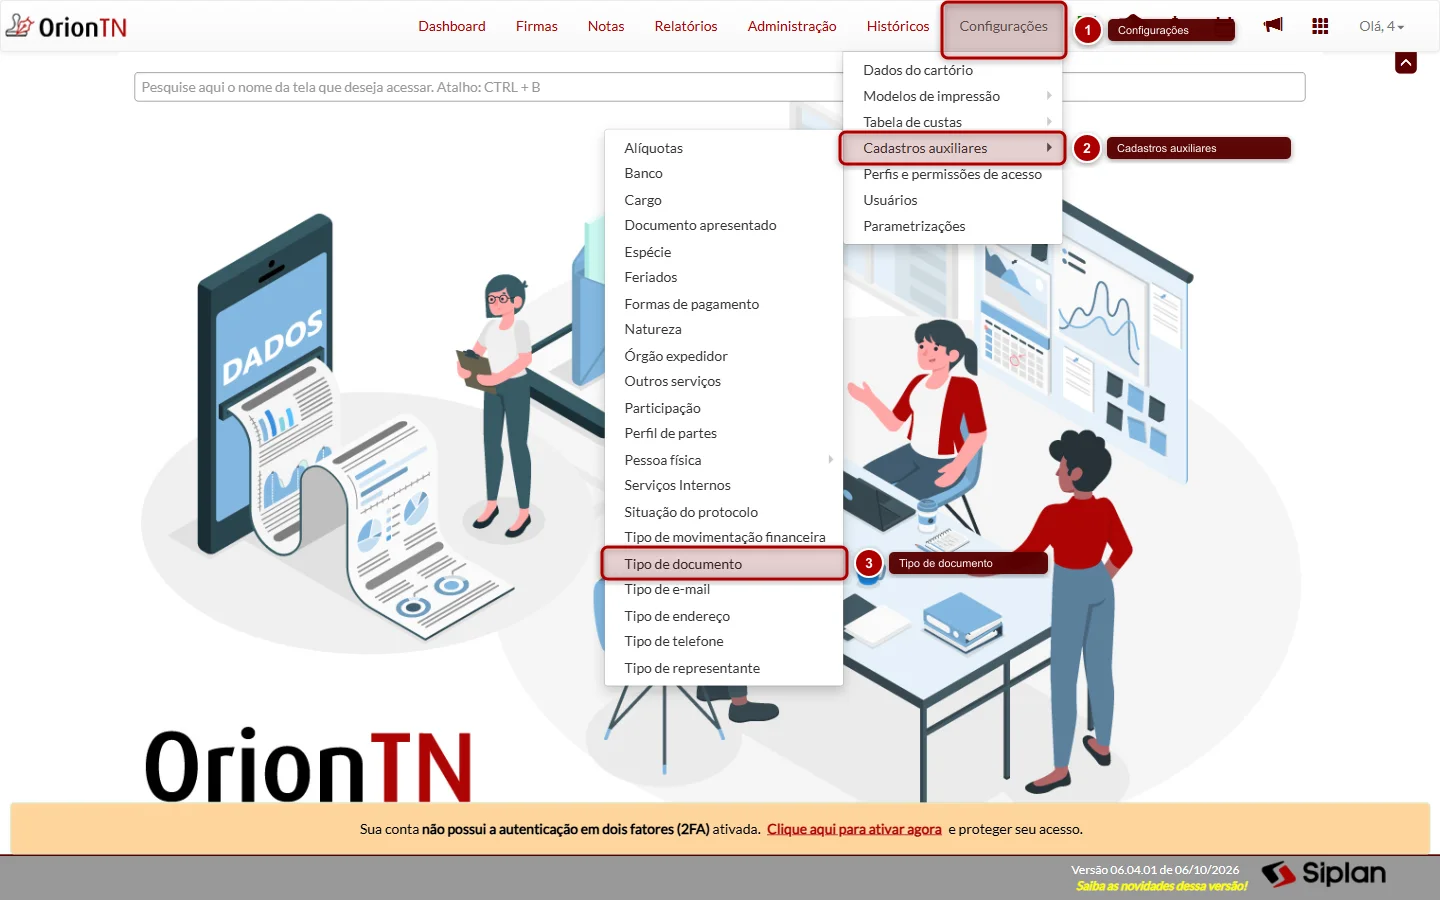 OrionTN
Dashboard
Firmas
Notas
Relatórios
Administração
Históricos
Configurações
1
Configurações
Olá, 4
Pesquise aqui o nome da tela que deseja acessar. Atalho: CTRL + B
Dados do cartório
Modelos de impressão
Tabela de custas
Cadastros auxiliares
2
Cadastros auxiliares
Perfis e permissões de acesso
Usuários
Parametrizações
Alíquotas
Banco
Cargo
Documento apresentado
Espécie
Feriados
Formas de pagamento
Natureza
Órgão expedidor
Outros serviços
Participação
Perfil de partes
Pessoa física
Serviços Internos
Situação do protocolo
Tipo de movimentação financeira
Tipo de documento
3
Tipo de documento
Tipo de e-mail
Tipo de endereço
Tipo de telefone
Tipo de representante
DADOS
OrionTN
Sua conta não possui a autenticação em dois fatores (2FA) ativada. Clique aqui para ativar agora e proteger seu acesso.
Versão 06.04.01 de 06/10/2026
Saiba as novidades dessa versão!
Siplan